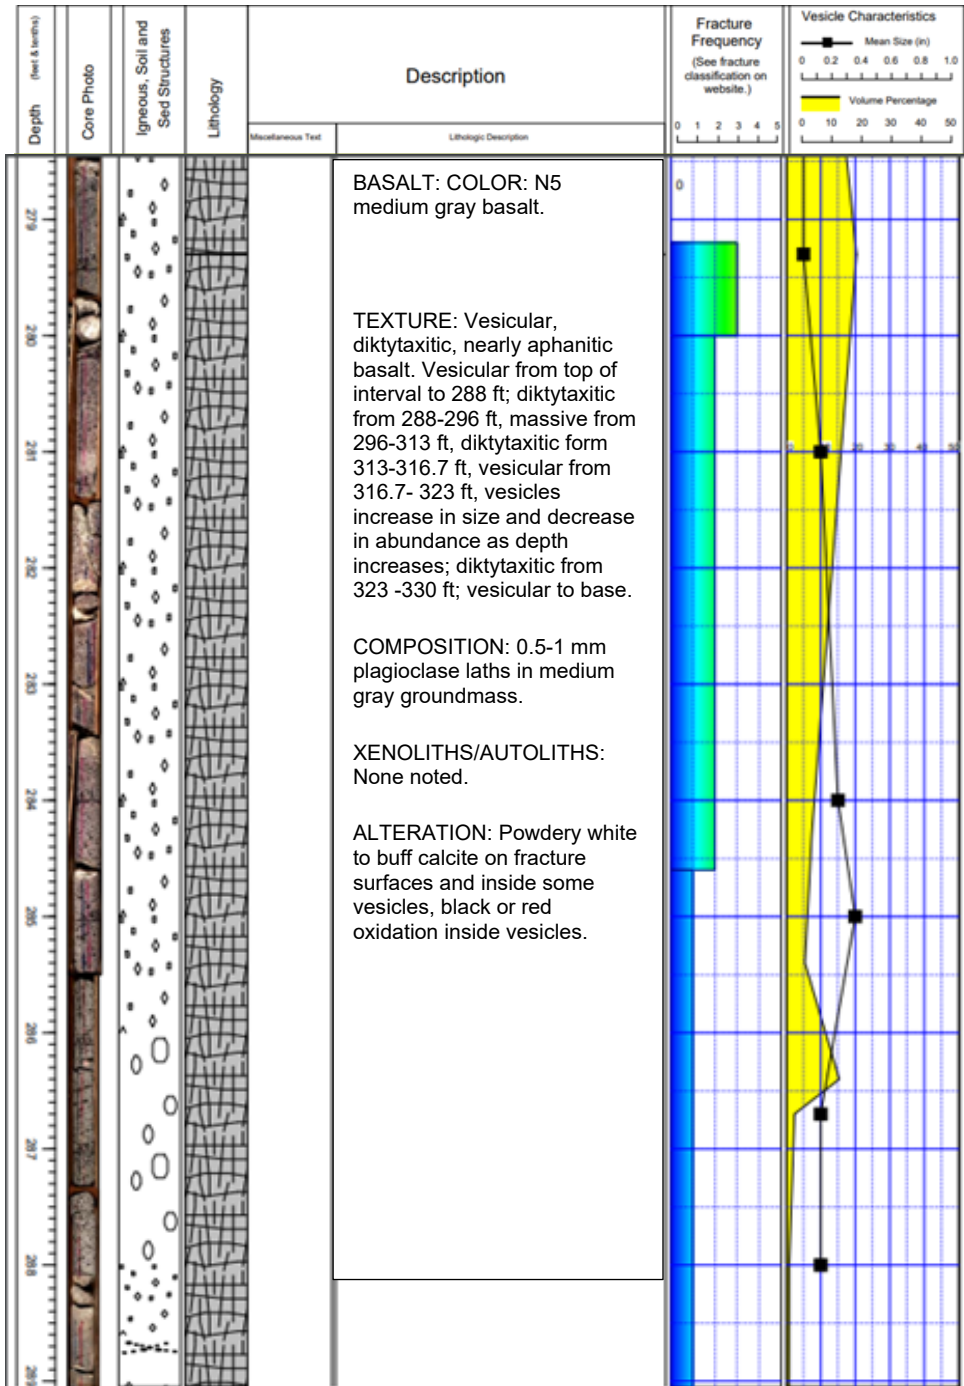 Depth (feet & tenths)
Core Photo
Igneous, Soil and
Sed Structures
Lithology
Description
Miscellaneous Text
Lithologic Description
Fracture
Frequency
(See fracture
classification on
website.)
0 1 2 3 4 5
Vesicle Characteristics
Mean Size (in)
0 0.2 0.4 0.6 0.8 1.0
Volume Percentage
0 10 20 30 40 50
BASALT: COLOR: N5
medium gray basalt.
TEXTURE: Vesicular,
diktytaxitic, nearly aphanitic
basalt. Vesicular from top of
interval to 288 ft; diktytaxitic
from 288-296 ft, massive from
296-313 ft, diktytaxitic form
313-316.7 ft, vesicular from
316.7- 323 ft, vesicles
increase in size and decrease
in abundance as depth
increases; diktytaxitic from
323 -330 ft; vesicular to base.
COMPOSITION: 0.5-1 mm
plagioclase laths in medium
gray groundmass.
XENOLITHS/AUTOLITHS:
None noted.
ALTERATION: Powdery white
to buff calcite on fracture
surfaces and inside some
vesicles, black or red
oxidation inside vesicles.
0
20 30 40 50
279
280
281
282
283
284
285
286
287
288